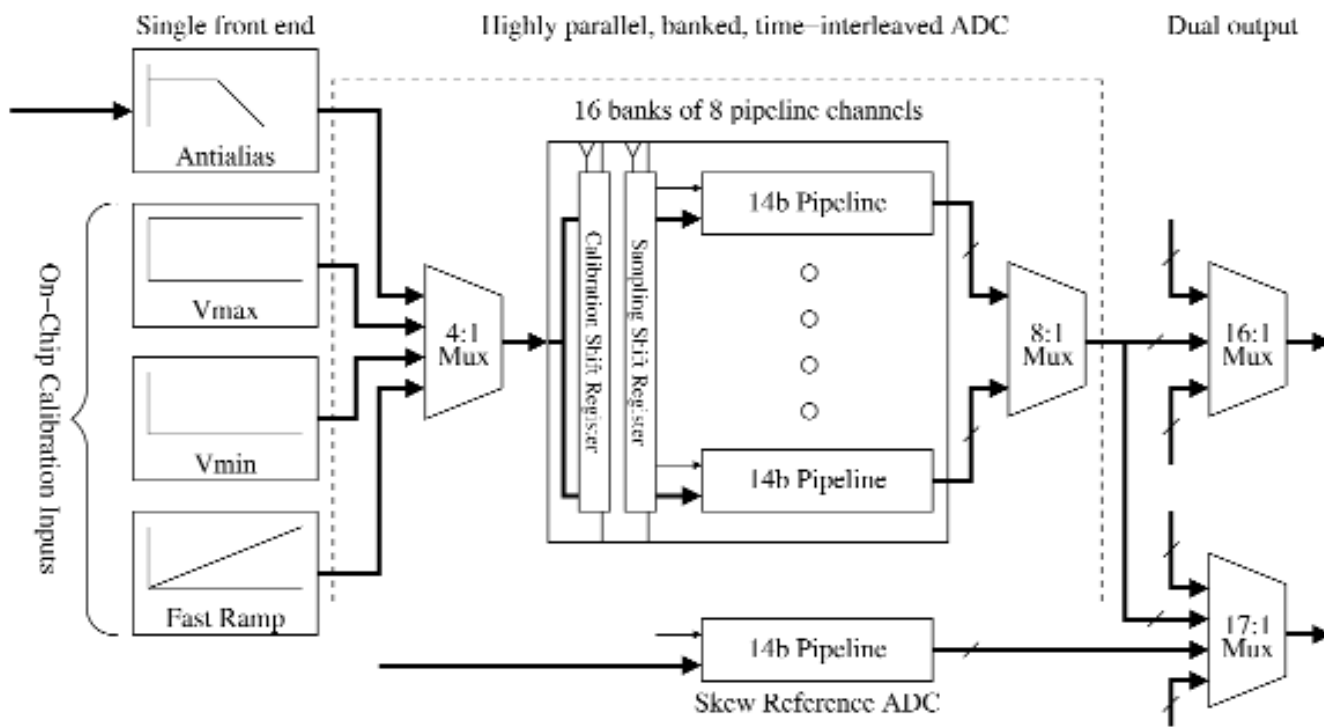 Single front end
Highly parallel, banked, time-interleaved ADC
Dual output
16 banks of 8 pipeline channels
Antialias
On-Chip Calibration Inputs
Vmax
Vmin
Fast Ramp
4:1
Mux
Calibration Shift Register
Sampling Shift Register
14b Pipeline
14b Pipeline
8:1
Mux
16:1
Mux
14b Pipeline
Skew Reference ADC
17:1
Mux